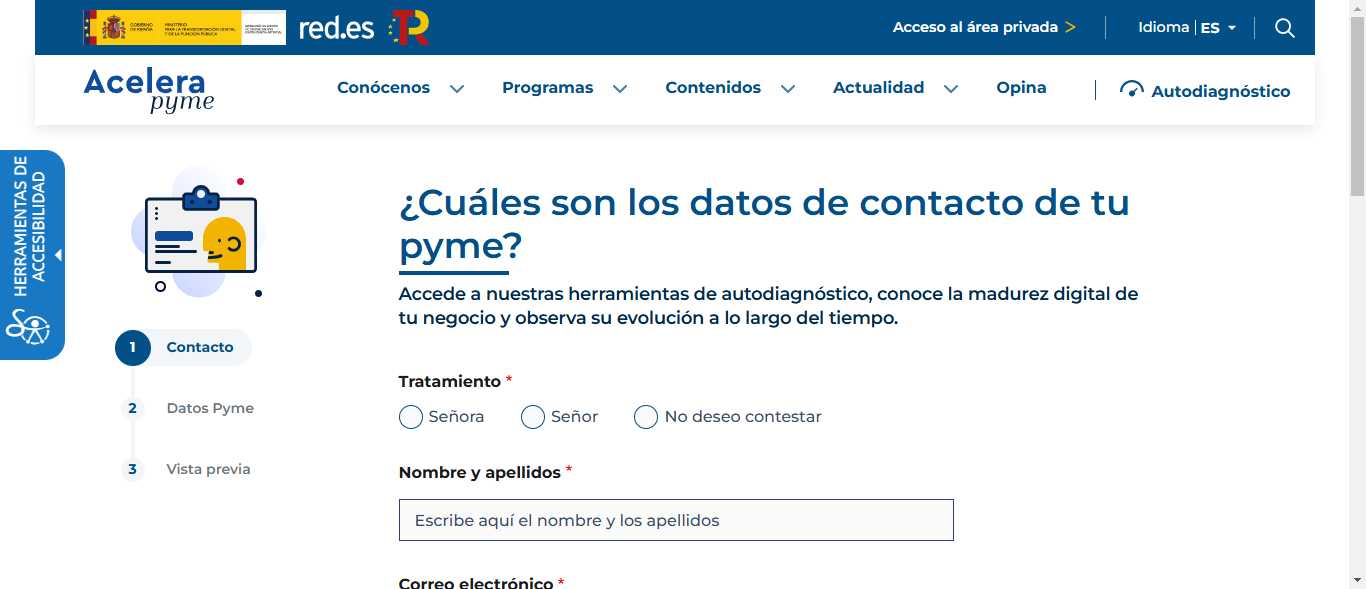 GOBIERNO
DE ESPAÑA
MINISTERIO
PARA LA TRANSFORMACIÓN DIGITAL
Y DE LA FUNCIÓN PÚBLICA
red.es
Acceso al área privada >
Idioma | ES
Acelera
pyme
Conócenos
Programas
Contenidos
Actualidad
Opina
Autodiagnóstico
HERRAMIENTAS DE
ACCESIBILIDAD
1 Contacto
2 Datos Pyme
3 Vista previa
¿Cuáles son los datos de contacto de tu
pyme?
Accede a nuestras herramientas de autodiagnóstico, conoce la madurez digital de
tu negocio y observa su evolución a lo largo del tiempo.
Tratamiento *
Señora
Señor
No deseo contestar
Nombre y apellidos *
Escribe aquí el nombre y los apellidos
Correo electrónico *